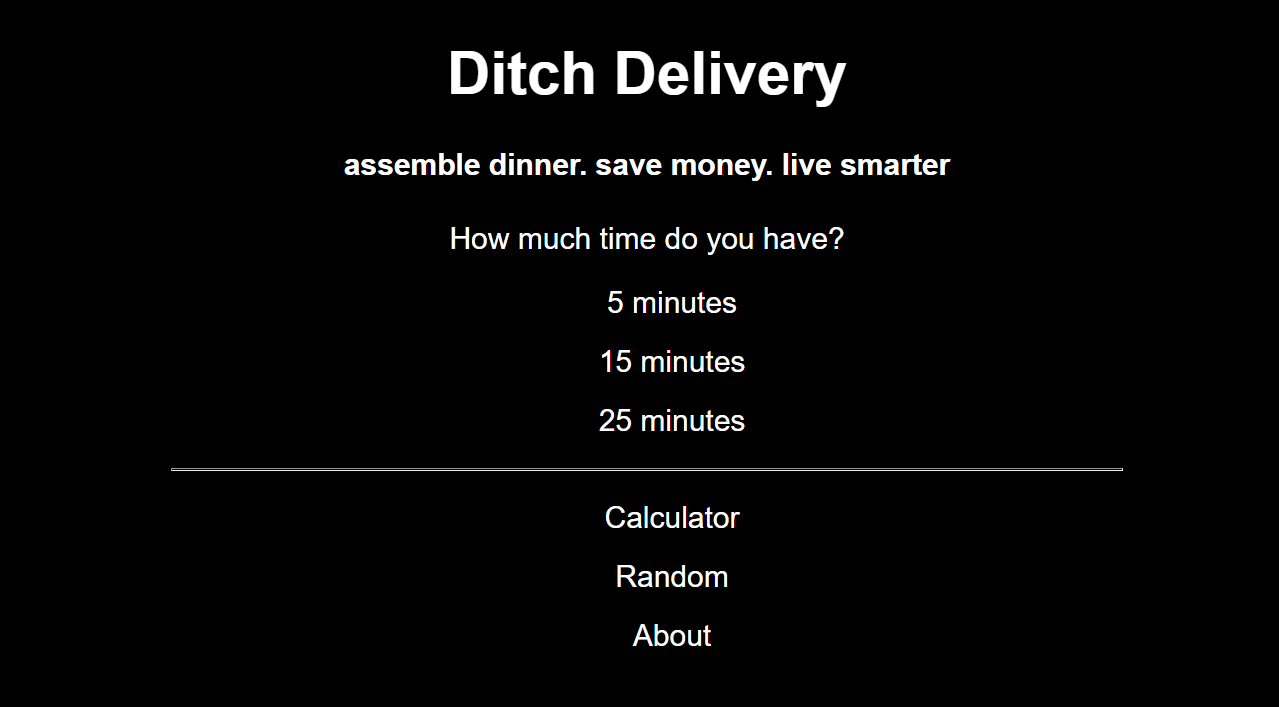 Ditch Delivery
assemble dinner. save money. live smarter
How much time do you have?
5 minutes
15 minutes
25 minutes
Calculator
Random
About